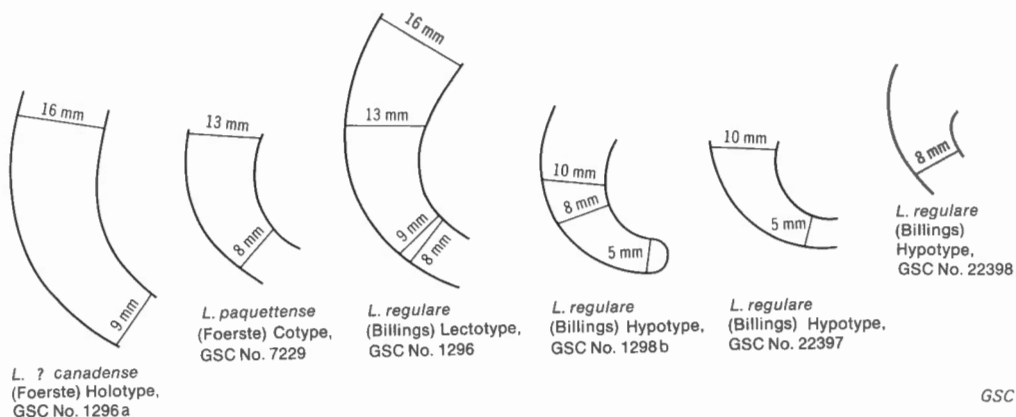 16 mm
9 mm
L. ? canadense
(Foerste) Holotype,
GSC No. 1296a
13 mm
8 mm
L. paquettense
(Foerste) Cotype,
GSC No. 7229
16 mm
13 mm
9 mm
8 mm
L. regulare
(Billings) Lectotype,
GSC No. 1296
10 mm
8 mm
5 mm
L. regulare
(Billings) Hypotype,
GSC No. 1298b
10 mm
5 mm
L. regulare
(Billings) Hypotype,
GSC No. 22397
8 mm
L. regulare
(Billings)
Hypotype,
GSC No. 22398
GSC